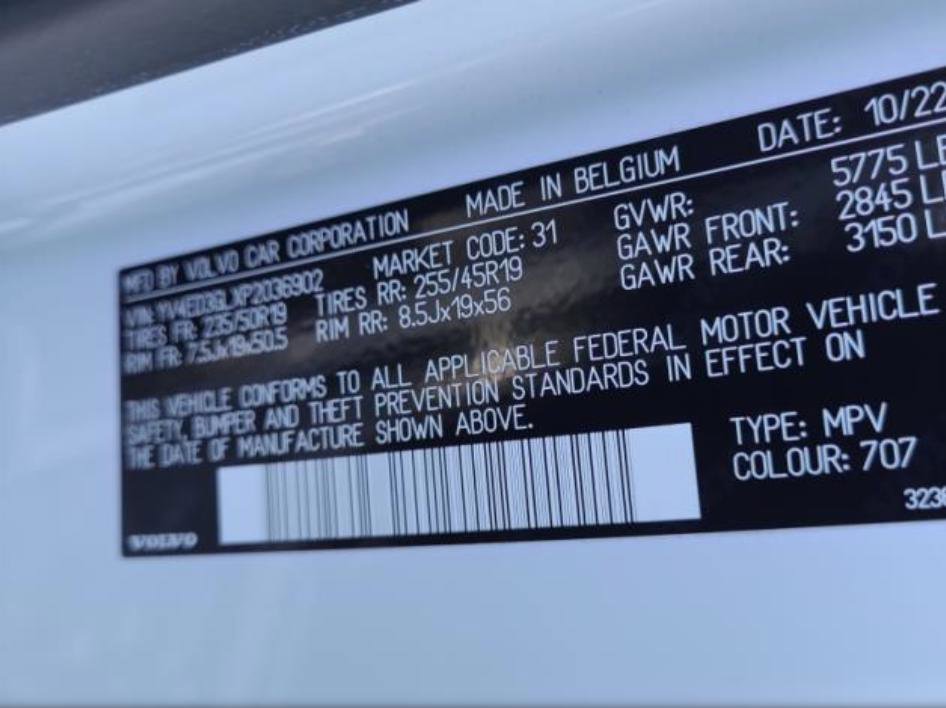 MFD BY VOLVO CAR CORPORATION MADE IN BELGIUM DATE: 10/22
VIN: YV4ED3GLXP2036902 MARKET CODE: 31 GVWR: 5775 LB
TIRES FR: 235/50R19 TIRES RR: 255/45R19 GAWR FRONT: 2845 L
RIM FR: 7.5Jx19x50.5 RIM RR: 8.5Jx19x56 GAWR REAR: 3150 L
THIS VEHICLE CONFORMS TO ALL APPLICABLE FEDERAL MOTOR VEHICLE
SAFETY, BUMPER AND THEFT PREVENTION STANDARDS IN EFFECT ON
THE DATE OF MANUFACTURE SHOWN ABOVE.
TYPE: MPV
COLOUR: 707
VOLVO